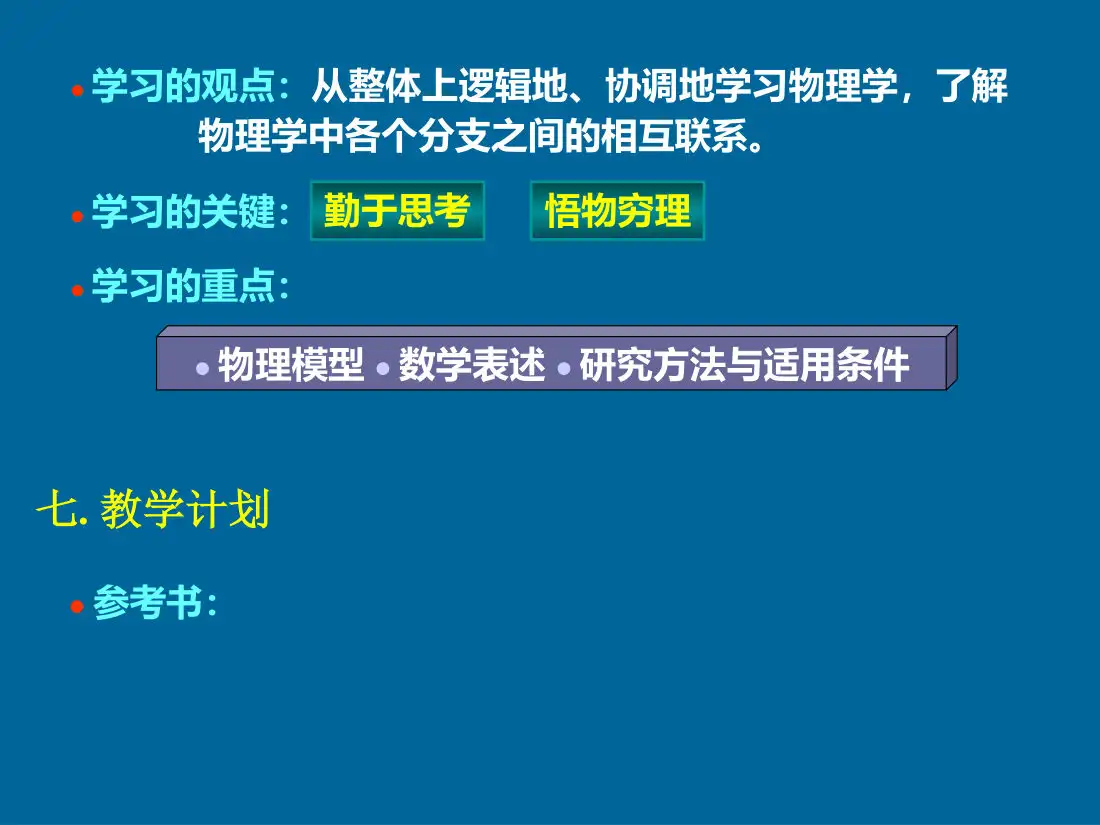 •学习的观点：从整体上逻辑地、协调地学习物理学，了解
物理学中各个分支之间的相互联系。
•学习的关键： 勤于思考 悟物穷理
•学习的重点：
•物理模型 •数学表述 •研究方法与适用条件
七. 教学计划
•参考书：